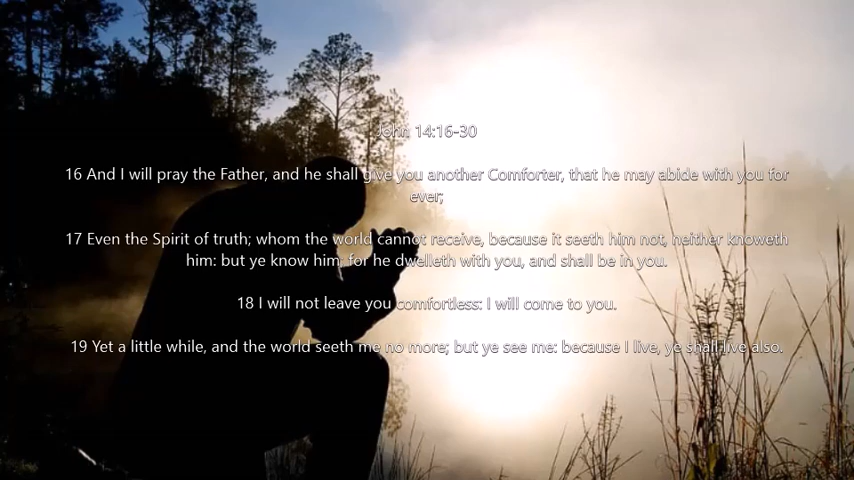 John 14:16-30
16 And I will pray the Father, and he shall give you another Comforter, that he may abide with you for
ever;
17 Even the Spirit of truth; whom the world cannot receive, because it seeth him not, neither knoweth
him: but ye know him, for he dwelleth with you, and shall be in you.
18 I will not leave you comfortless: I will come to you.
19 Yet a little while, and the world seeth me no more; but ye see me: because I live, ye shall live also.